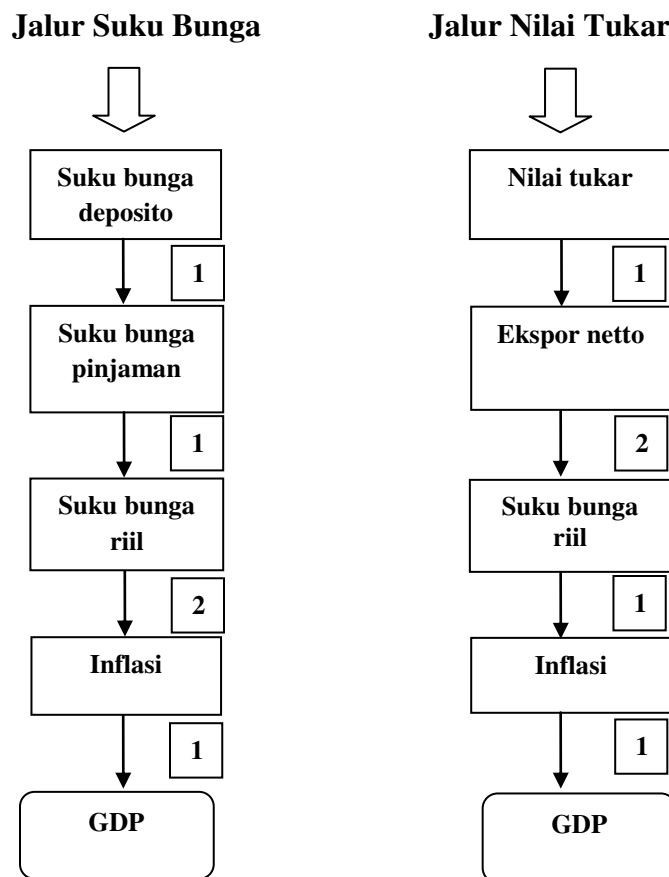 Jalur Suku Bunga
Suku bunga
deposito
1
Suku bunga
pinjaman
1
Suku bunga
riil
2
Inflasi
1
GDP
Jalur Nilai Tukar
Nilai tukar
1
Ekspor netto
2
Suku bunga
riil
1
Inflasi
1
GDP